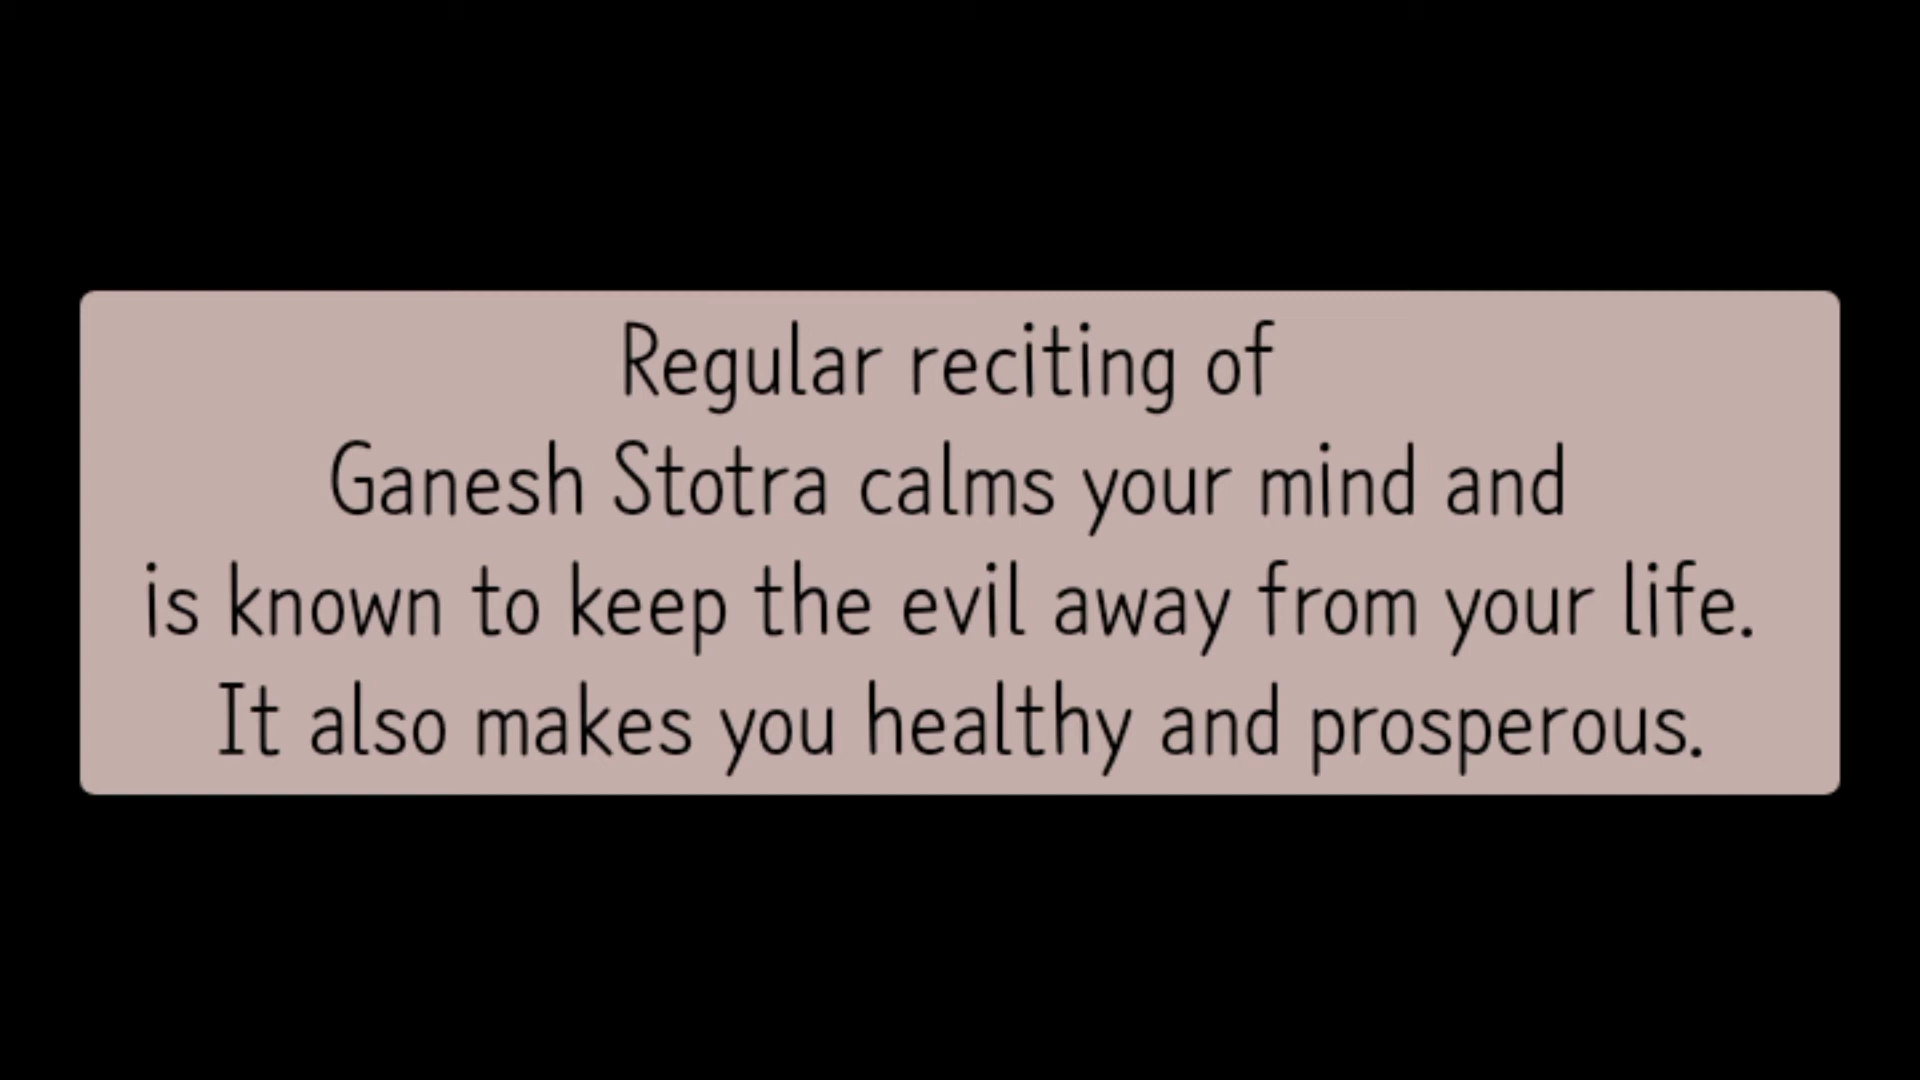 Regular reciting of
Ganesh Stotra calms your mind and
is known to keep the evil away from your life.
It also makes you healthy and prosperous.